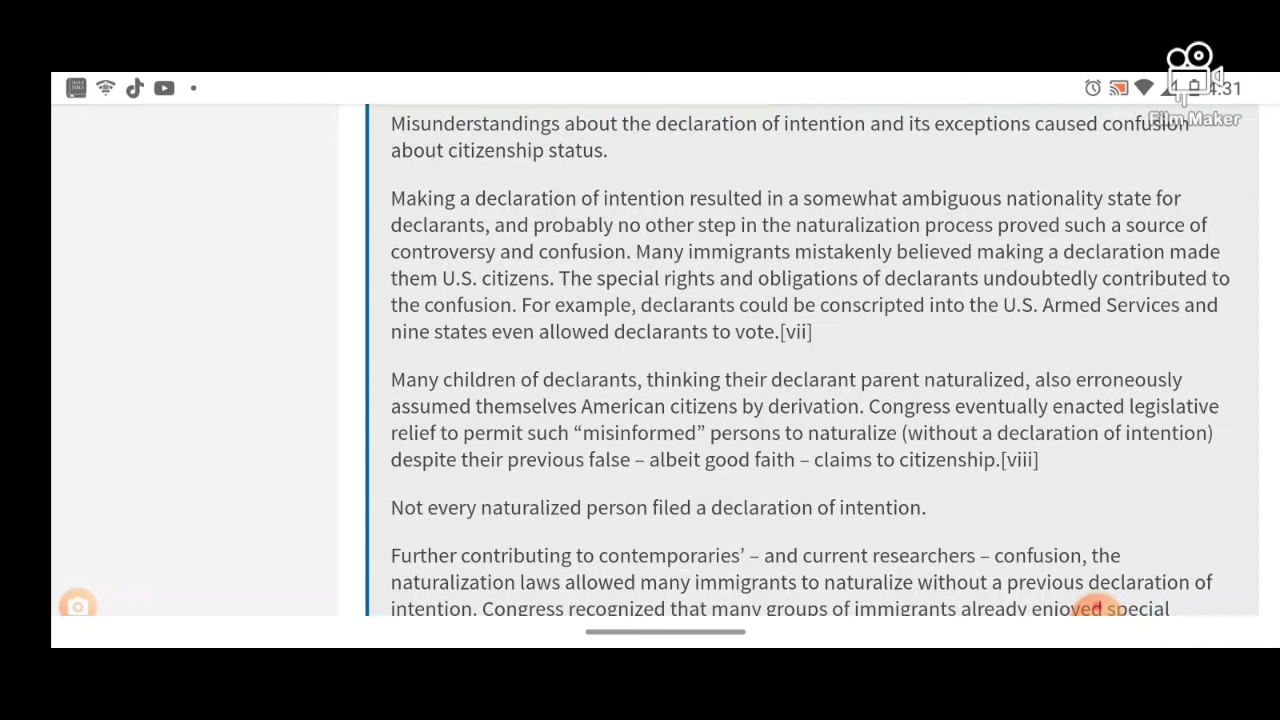 4:31
Film Maker
Misunderstandings about the declaration of intention and its exceptions caused confusion
about citizenship status.
Making a declaration of intention resulted in a somewhat ambiguous nationality state for
declarants, and probably no other step in the naturalization process proved such a source of
controversy and confusion. Many immigrants mistakenly believed making a declaration made
them U.S. citizens. The special rights and obligations of declarants undoubtedly contributed to
the confusion. For example, declarants could be conscripted into the U.S. Armed Services and
nine states even allowed declarants to vote.[vii]
Many children of declarants, thinking their declarant parent naturalized, also erroneously
assumed themselves American citizens by derivation. Congress eventually enacted legislative
relief to permit such “misinformed” persons to naturalize (without a declaration of intention)
despite their previous false – albeit good faith – claims to citizenship.[viii]
Not every naturalized person filed a declaration of intention.
Further contributing to contemporaries’ – and current researchers – confusion, the
naturalization laws allowed many immigrants to naturalize without a previous declaration of
intention. Congress recognized that many groups of immigrants already enjoyed special